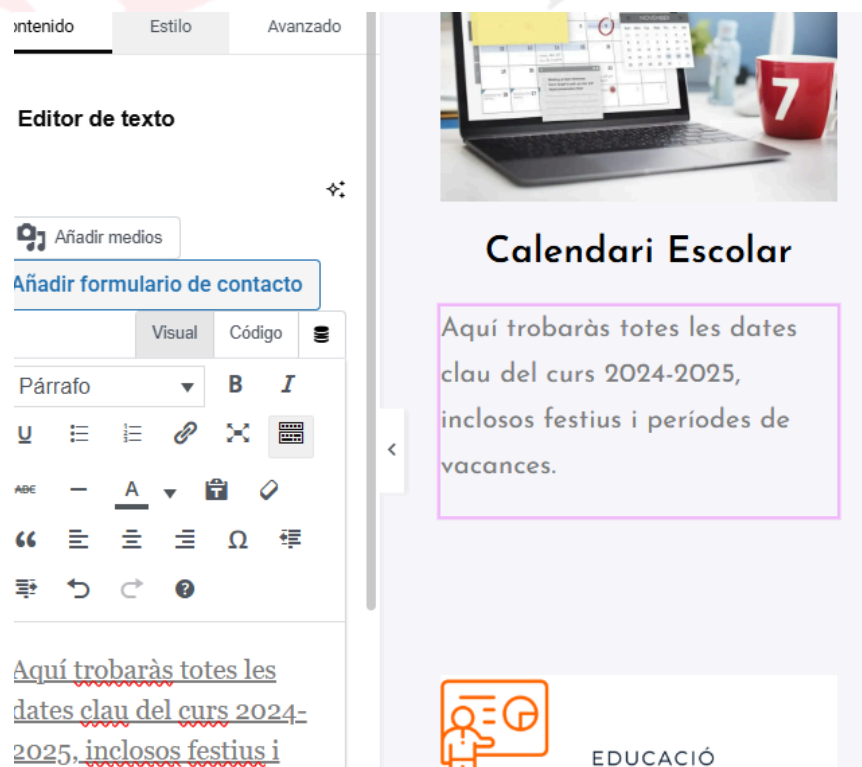 ontenido
Estilo
Avanzado
Editor de texto
Añadir medios
Añadir formulario de contacto
Visual
Código
Párrafo
B
I
U
ABE
A
T
Ω
?
Aquí trobaràs totes les
dates clau del curs 2024-
2025, inclosos festius i
NOVEMBER
7
Calendari Escolar
Aquí trobaràs totes les dates
clau del curs 2024-2025,
inclosos festius i períodes de
vacances.
EDUCACIÓ